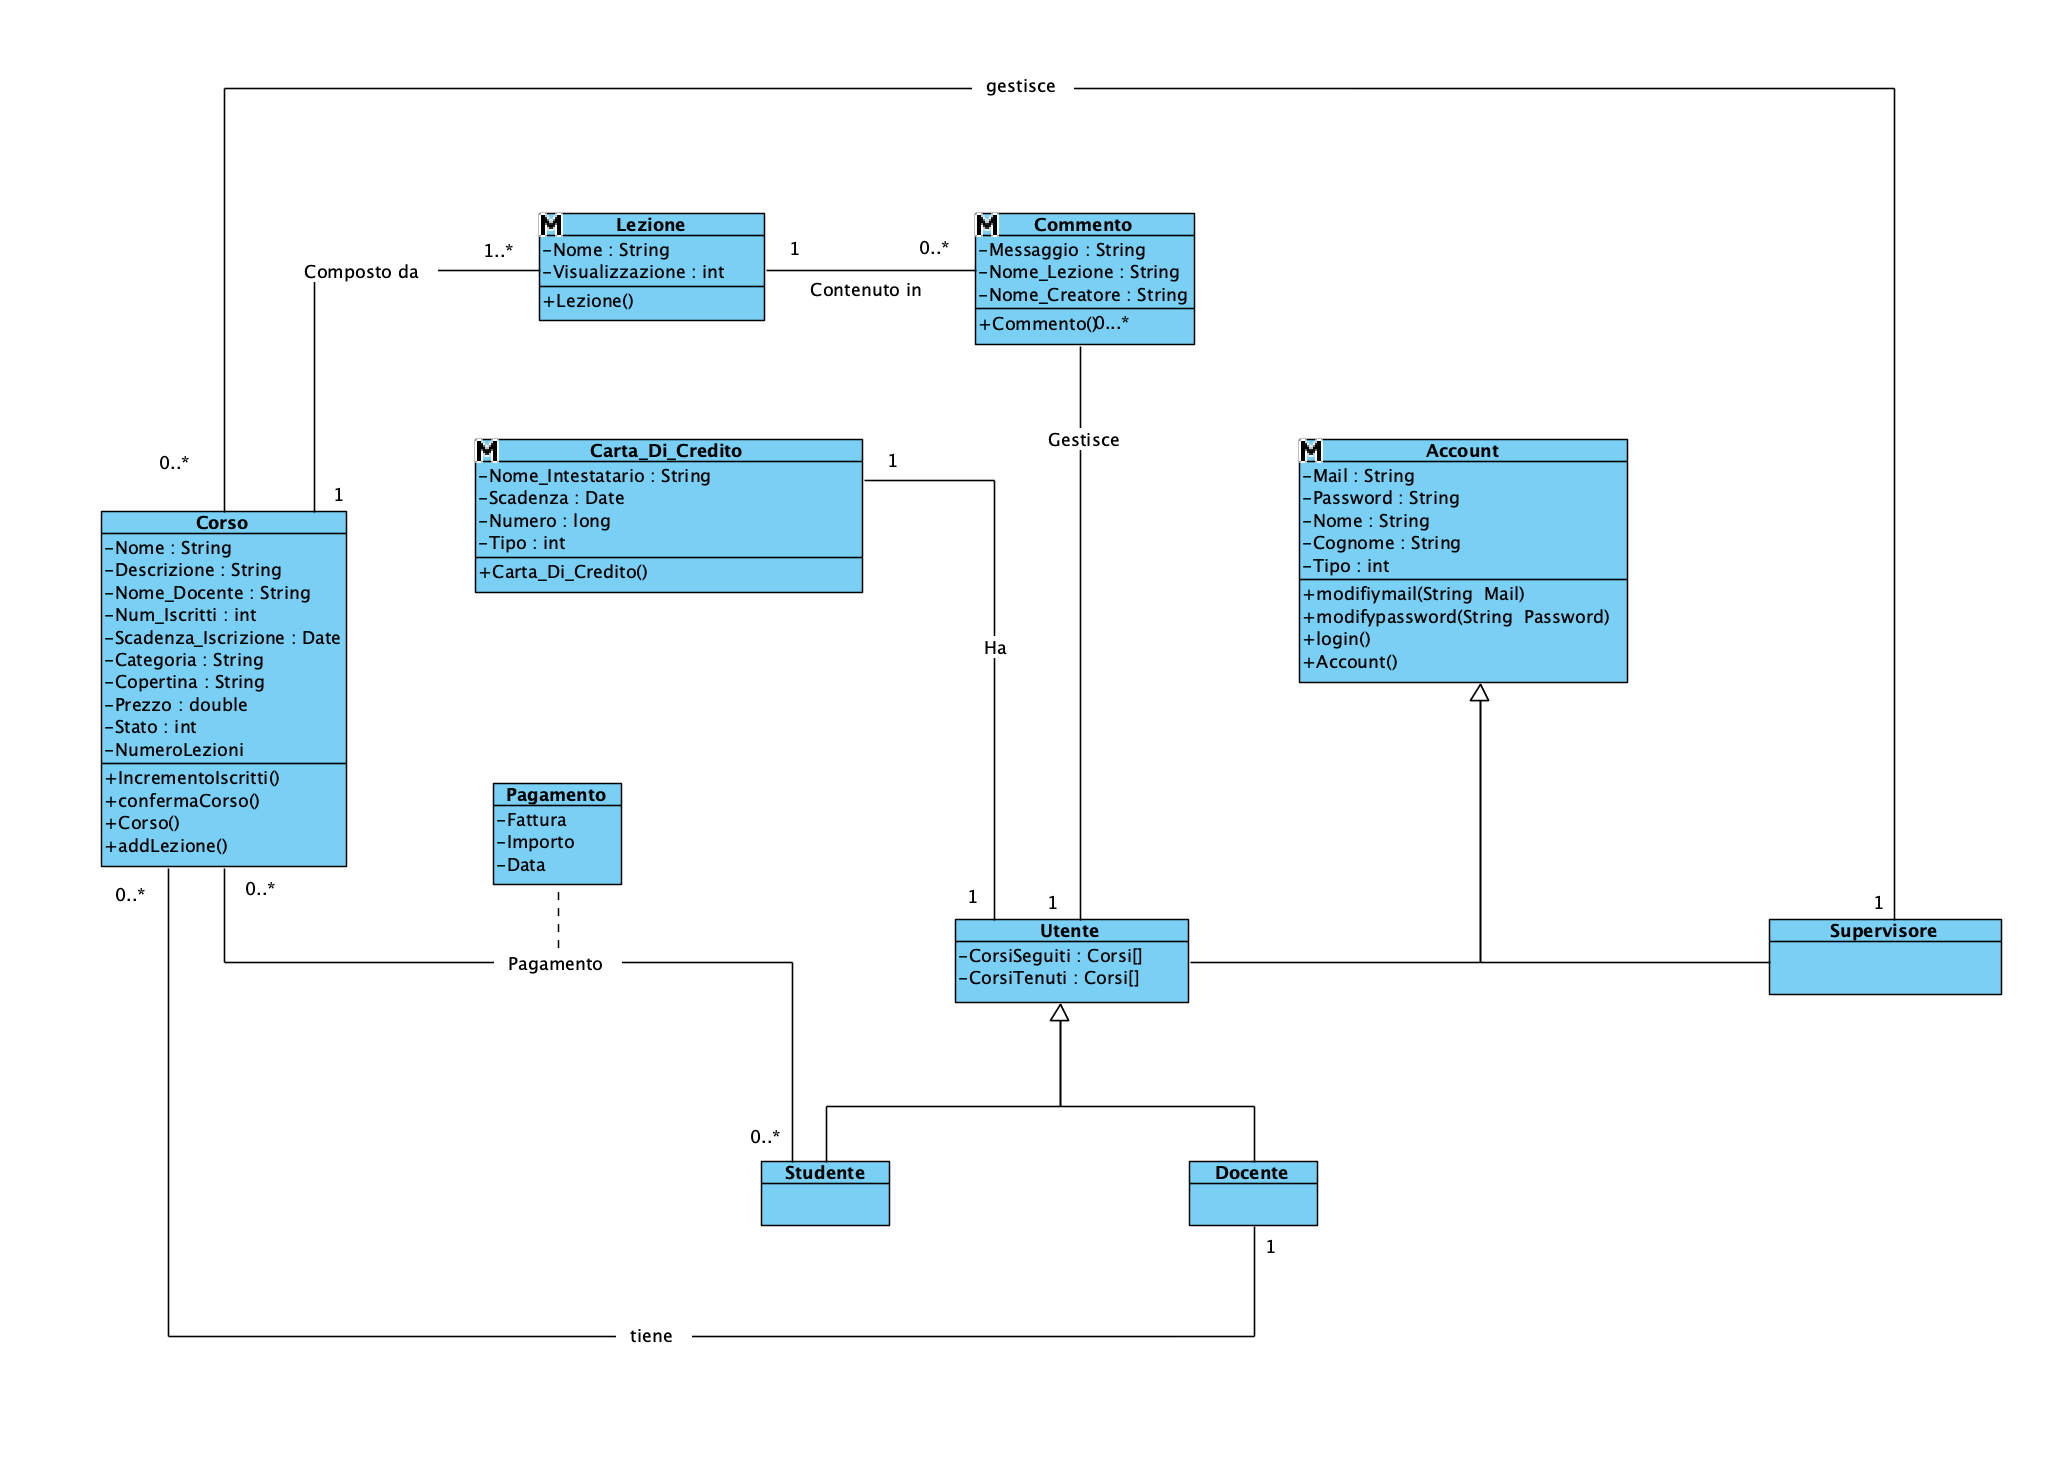 gestisce
M
Lezione
-Nome : String
-Visualizzazione : int
+Lezione()
1..*
Composto da
1
0..*
Contenuto in
M
Commento
-Messaggio : String
-Nome_Lezione : String
-Nome_Creatore : String
+Commento()
0...*
0..*
1
Gestisce
M
Carta_Di_Credito
-Nome_Intestatario : String
-Scadenza : Date
-Numero : long
-Tipo : int
+Carta_Di_Credito()
1
Ha
M
Account
-Mail : String
-Password : String
-Nome : String
-Cognome : String
-Tipo : int
+modifiymail(String Mail)
+modifypassword(String Password)
+login()
+Account()
Corso
-Nome : String
-Descrizione : String
-Nome_Docente : String
-Num_Iscritti : int
-Scadenza_Iscrizione : Date
-Categoria : String
-Copertina : String
-Prezzo : double
-Stato : int
-NumeroLezioni
+IncrementoIscritti()
+confermaCorso()
+Corso()
+addLezione()
0..*
0..*
Pagamento
-Fattura
-Importo
-Data
Pagamento
1
1
Utente
-CorsiSeguiti : Corsi[]
-CorsiTenuti : Corsi[]
1
Supervisore
0..*
Studente
Docente
1
tiene